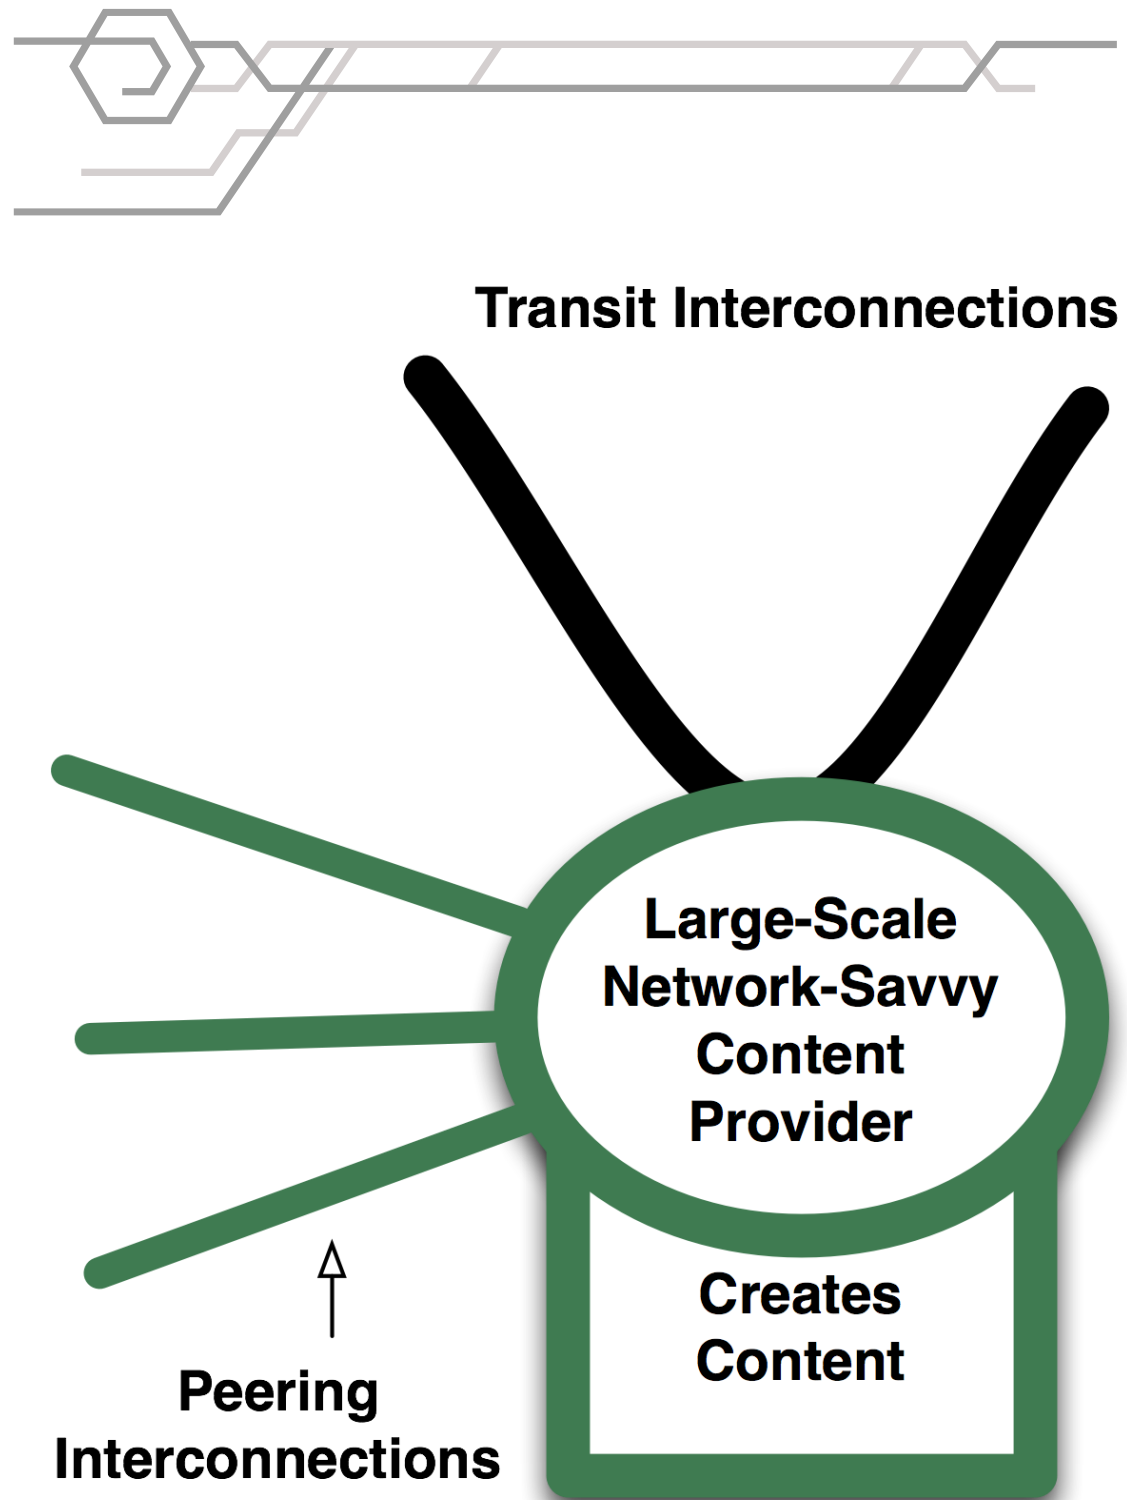 Transit Interconnections
Large-Scale
Network-Savvy
Content
Provider
Creates
Content
Peering
Interconnections